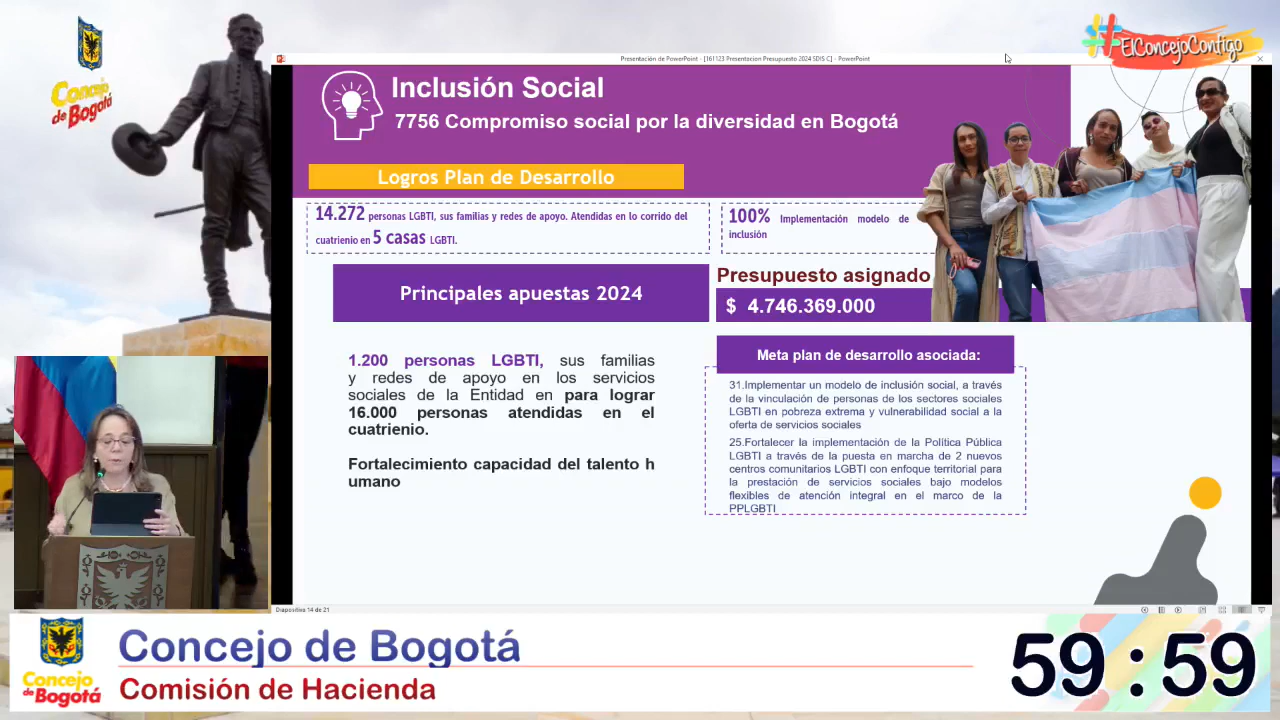 Concejo
de Bogotá
#ElConcejoContigo
Presentación de PowerPoint - [161123 Presentacion Presupuesto 2024 SDIS C] - PowerPoint
Inclusión Social
7756 Compromiso social por la diversidad en Bogotá
Logros Plan de Desarrollo
14.272 personas LGBTI, sus familias y redes de apoyo. Atendidas en lo corrido del
cuatrienio en 5 casas LGBTI.
100% Implementación modelo de
inclusión
Principales apuestas 2024
Presupuesto asignado
$ 4.746.369.000
1.200 personas LGBTI, sus familias
y redes de apoyo en los servicios
sociales de la Entidad en para lograr
16.000 personas atendidas en el
cuatrienio.
Fortalecimiento capacidad del talento h
umano
Meta plan de desarrollo asociada:
31.Implementar un modelo de inclusión social, a través
de la vinculación de personas de los sectores sociales
LGBTI en pobreza extrema y vulnerabilidad social a la
oferta de servicios sociales
25.Fortalecer la implementación de la Política Pública
LGBTI a través de la puesta en marcha de 2 nuevos
centros comunitarios LGBTI con enfoque territorial para
la prestación de servicios sociales bajo modelos
flexibles de atención integral en el marco de la
PPLGBTI
Diapositiva 14 de 21
Concejo
de Bogotá
Concejo de Bogotá
Comisión de Hacienda
59:59